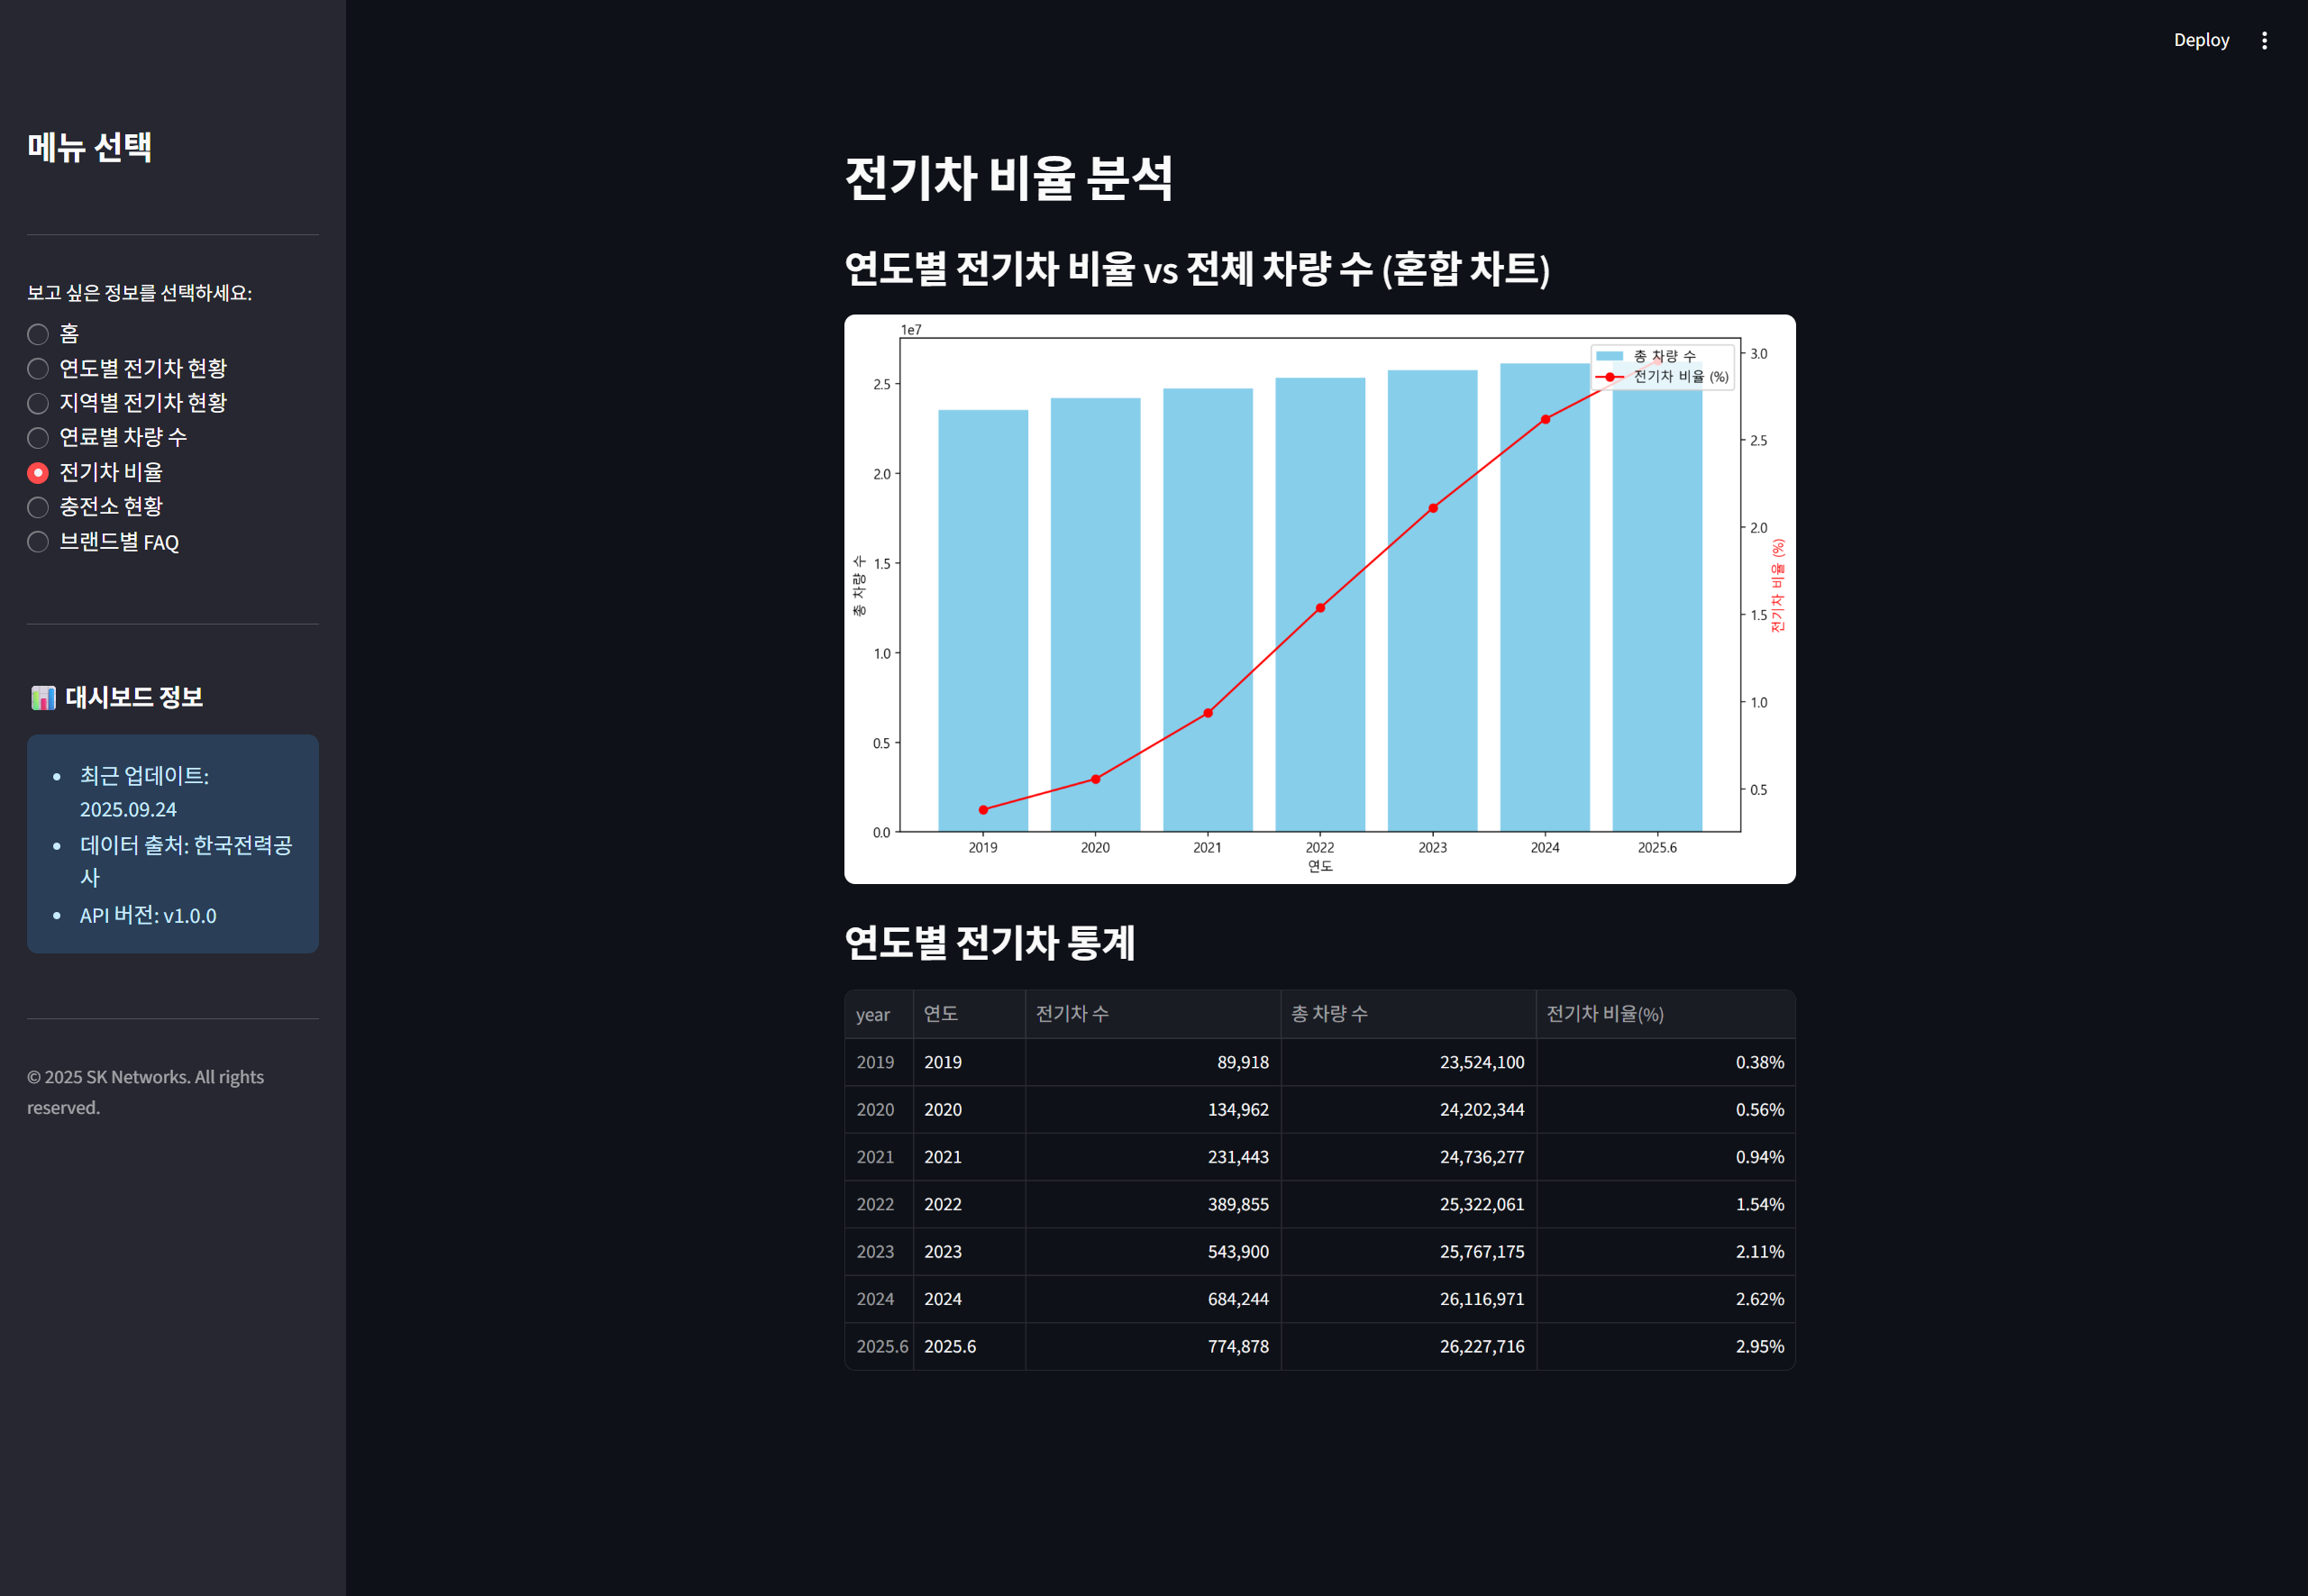 Deploy
메뉴 선택
보고 싶은 정보를 선택하세요:
홈
연도별 전기차 현황
지역별 전기차 현황
연료별 차량 수
전기차 비율
충전소 현황
브랜드별 FAQ
📊 대시보드 정보
최근 업데이트:
2025.09.24
데이터 출처: 한국전력공
사
API 버전: v1.0.0
© 2025 SK Networks. All rights
reserved.
전기차 비율 분석
연도별 전기차 비율 vs 전체 차량 수 (혼합 차트)
1e7
총 차량 수
전기차 비율 (%)
2.5
2.0
1.5
1.0
0.5
0.0
총 차량 수
3.0
2.5
2.0
1.5
1.0
0.5
전기차 비율 (%)
2019 2020 2021 2022 2023 2024 2025.6
연도
연도별 전기차 통계
year 연도 전기차 수 총 차량 수 전기차 비율(%)
2019 2019 89,918 23,524,100 0.38%
2020 2020 134,962 24,202,344 0.56%
2021 2021 231,443 24,736,277 0.94%
2022 2022 389,855 25,322,061 1.54%
2023 2023 543,900 25,767,175 2.11%
2024 2024 684,244 26,116,971 2.62%
2025.6 2025.6 774,878 26,227,716 2.95%